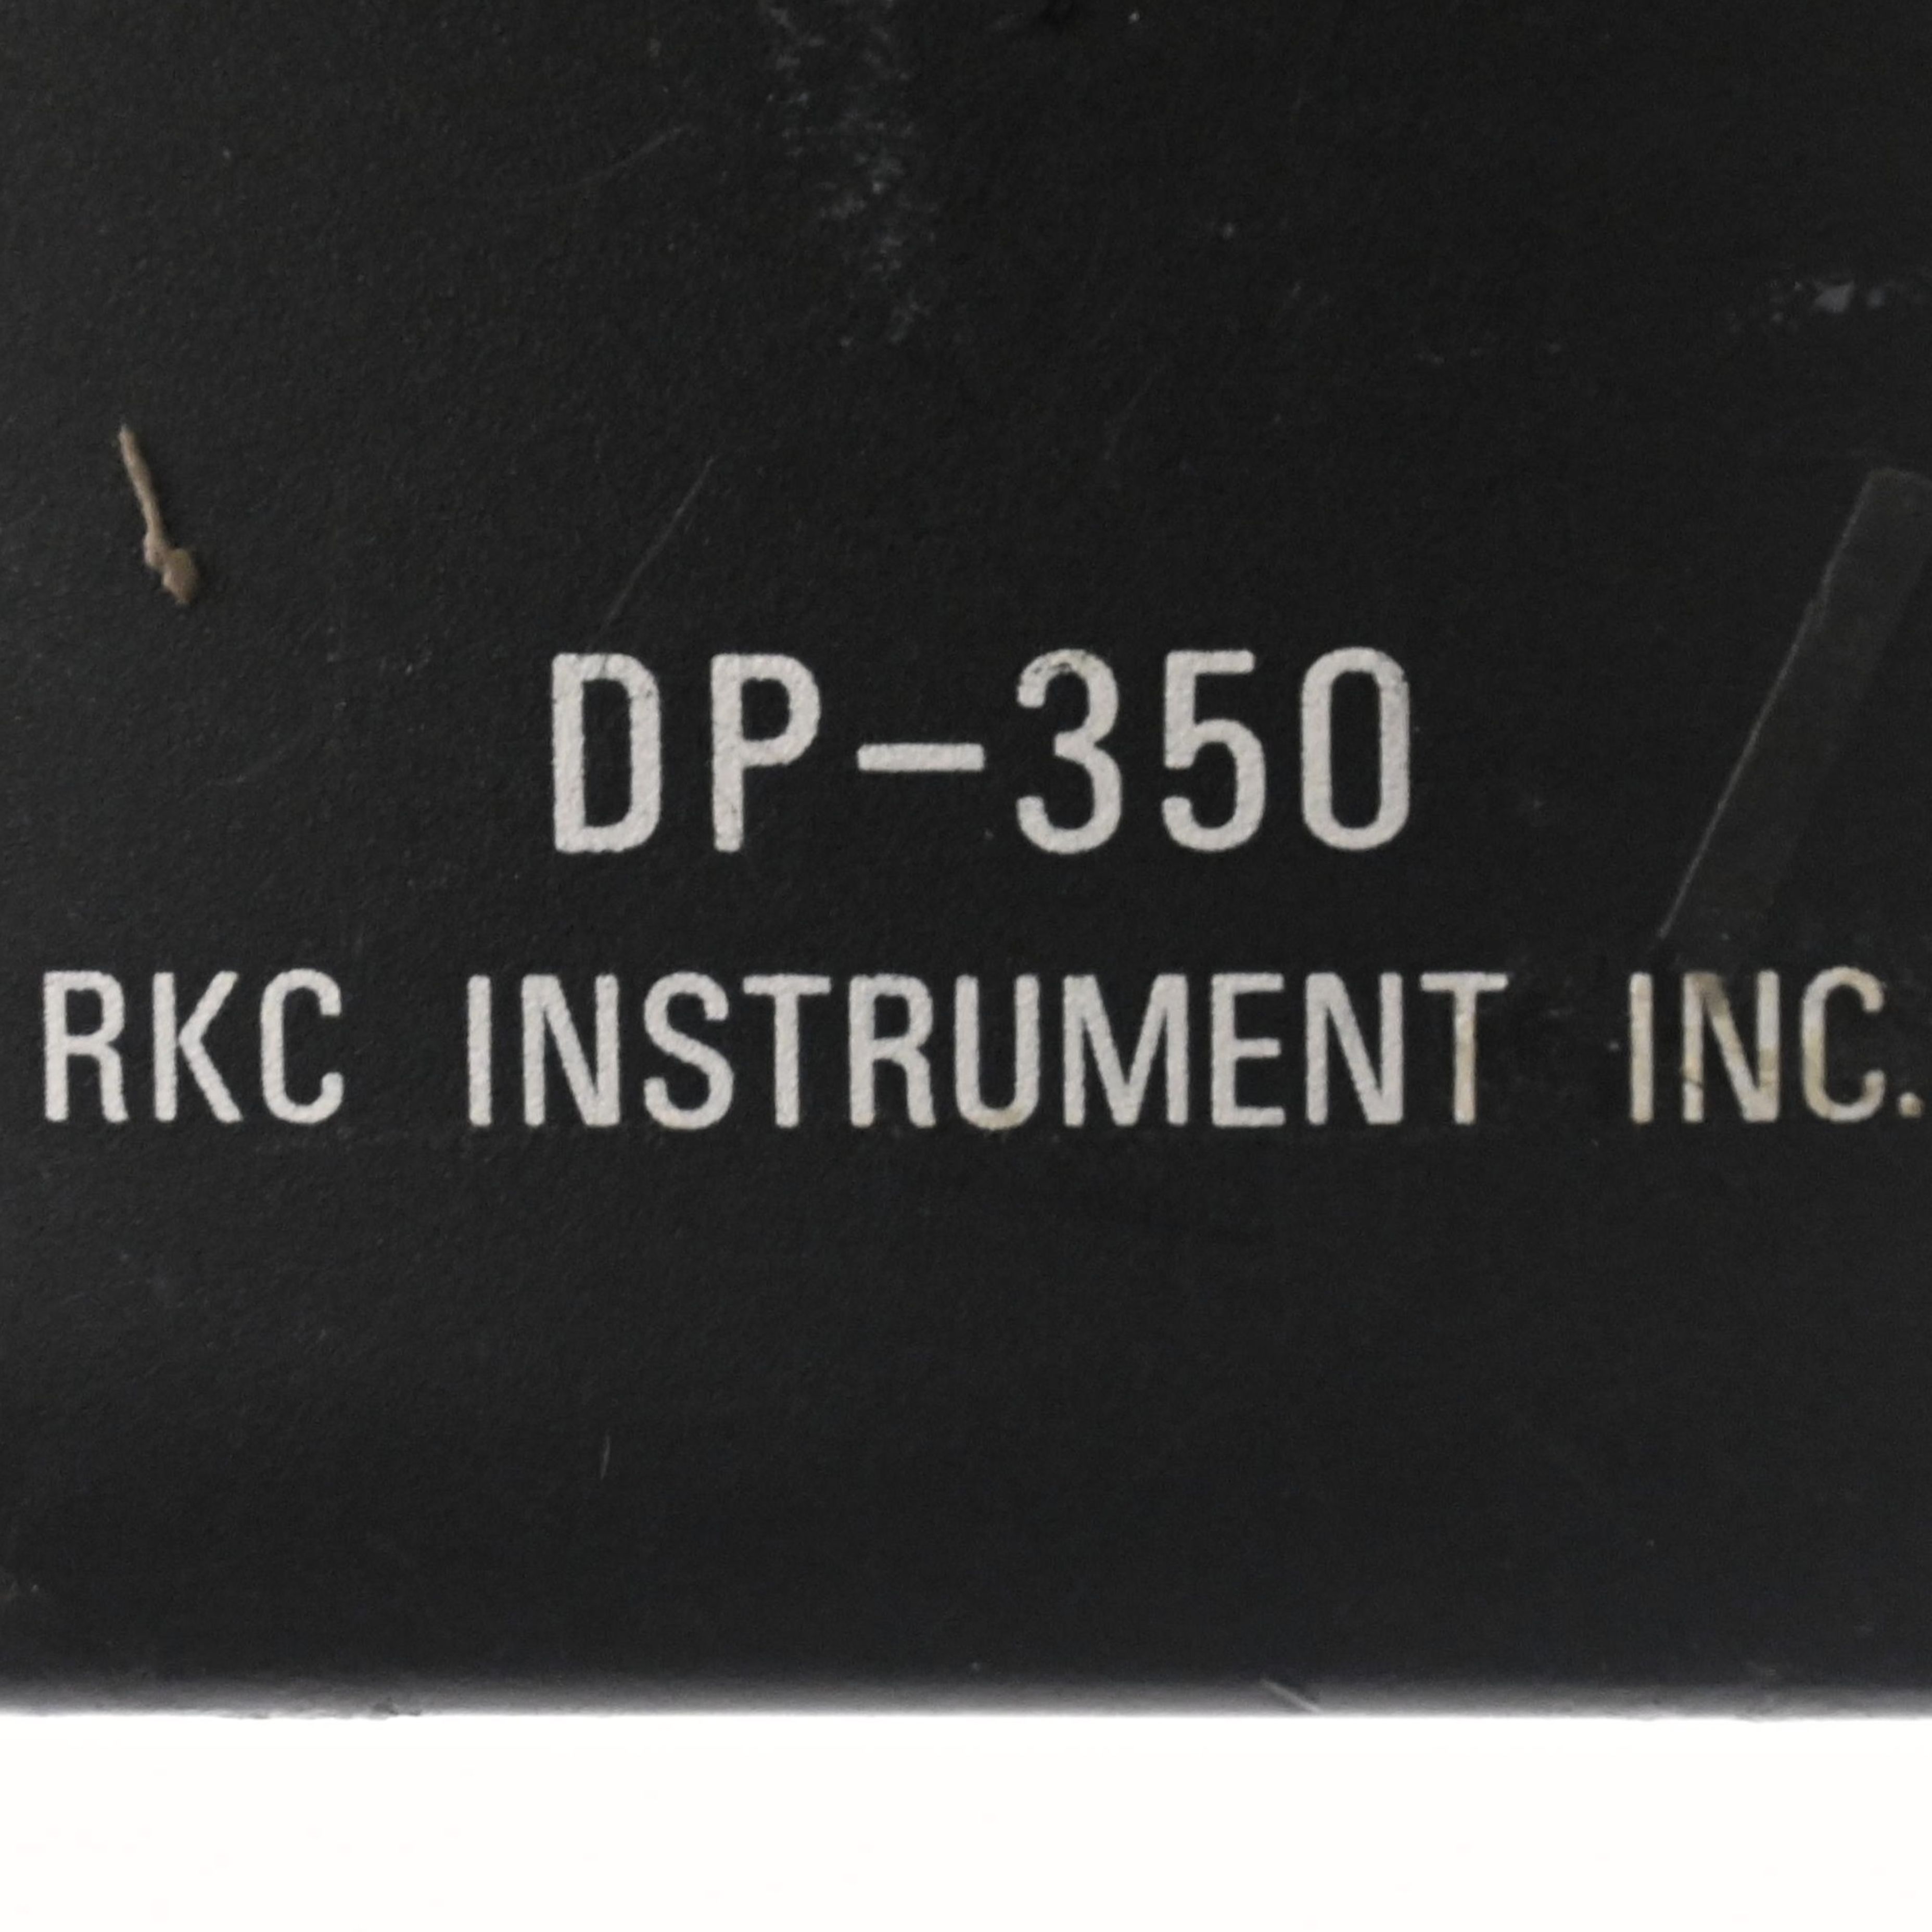 DP-350
RKC INSTRUMENT INC.